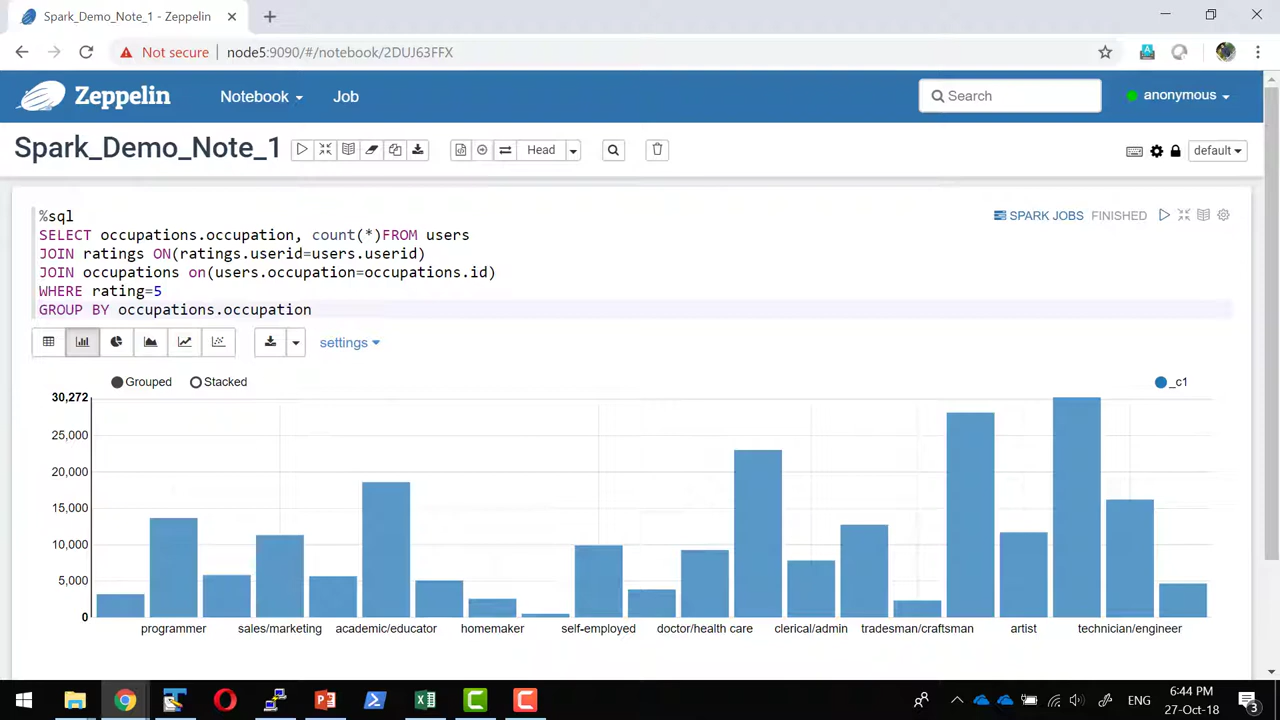 Spark_Demo_Note_1 - Zeppelin
Not secure node5:9090/#/notebook/2DUJ63FFX
Zeppelin Notebook Job Search anonymous
Spark_Demo_Note_1 Head default
%sql SPARK JOBS FINISHED
SELECT occupations.occupation, count(*)FROM users
JOIN ratings ON(ratings.userid=users.userid)
JOIN occupations on(users.occupation=occupations.id)
WHERE rating=5
GROUP BY occupations.occupation
settings
Grouped Stacked _c1
30,272
25,000
20,000
15,000
10,000
5,000
0
programmer sales/marketing academic/educator homemaker self-employed doctor/health care clerical/admin tradesman/craftsman artist technician/engineer
ENG 6:44 PM
27-Oct-18 3